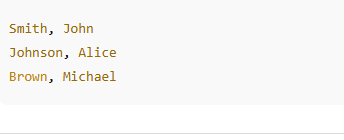 Smith, John
Johnson, Alice
Brown, Michael